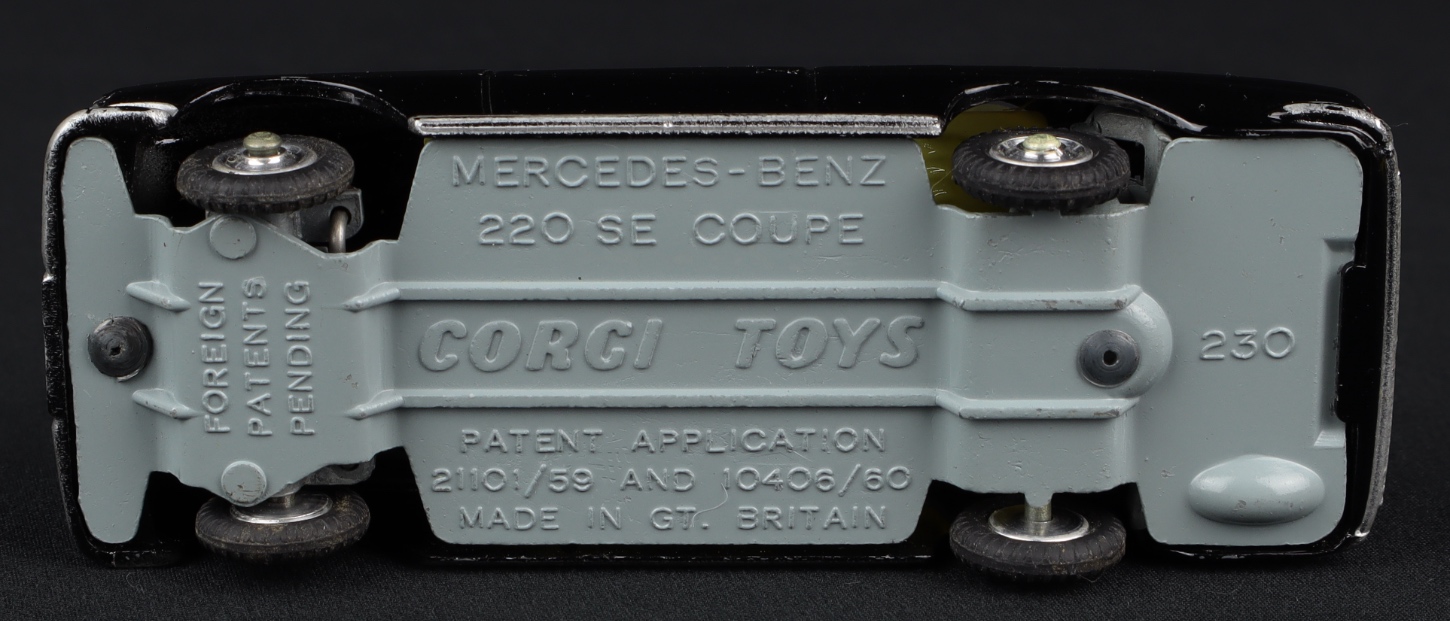 MERCEDES-BENZ
220 SE COUPE
CORGI TOYS
PATENT APPLICATION
21101/59 AND 10406/60
MADE IN GT. BRITAIN
FOREIGN
PATENTS
PENDING
230